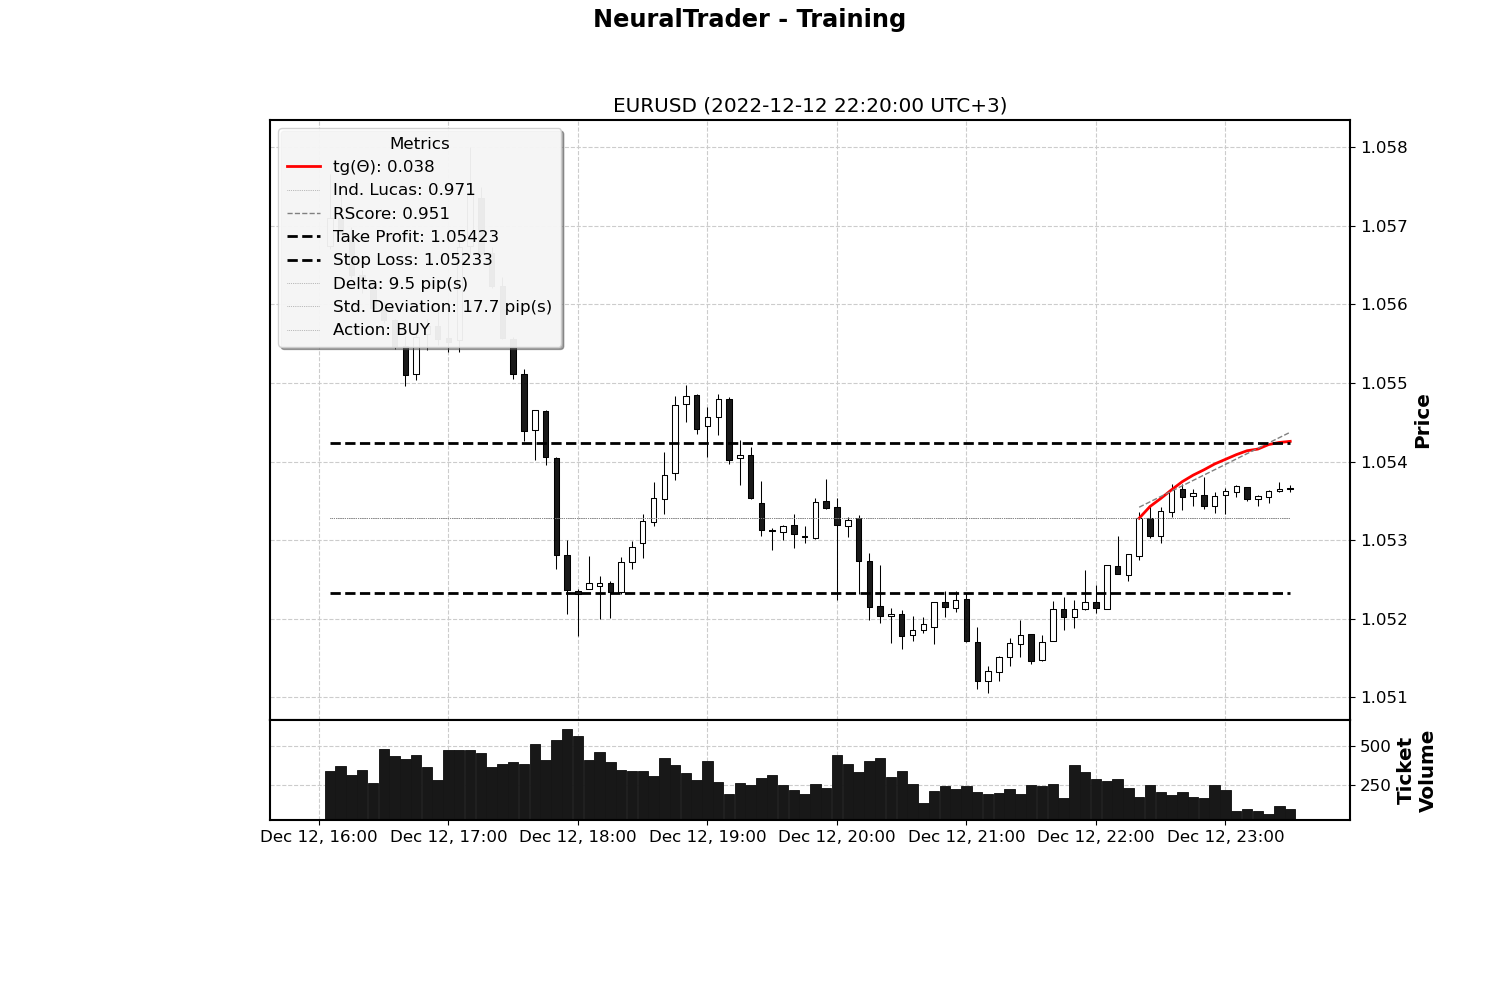 NeuralTrader - Training
EURUSD (2022-12-12 22:20:00 UTC+3)
Metrics
tg(Θ): 0.038
Ind. Lucas: 0.971
RScore: 0.951
Take Profit: 1.05423
Stop Loss: 1.05233
Delta: 9.5 pip(s)
Std. Deviation: 17.7 pip(s)
Action: BUY
1.058
1.057
1.056
1.055
1.054
1.053
1.052
1.051
Price
500
250
Ticket
Volume
Dec 12, 16:00 Dec 12, 17:00 Dec 12, 18:00 Dec 12, 19:00 Dec 12, 20:00 Dec 12, 21:00 Dec 12, 22:00 Dec 12, 23:00